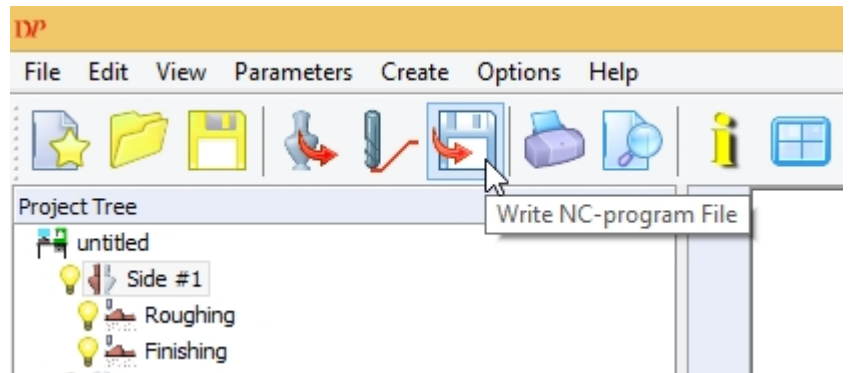 DP
File Edit View Parameters Create Options Help
Project Tree
Write NC-program File
untitled
Side #1
Roughing
Finishing